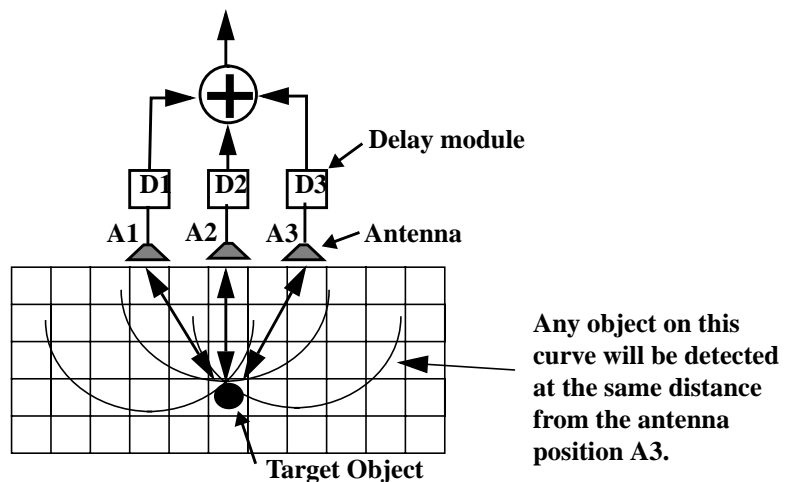 Delay module
D1 D2 D3
A1 A2 A3 Antenna
Any object on this
curve will be detected
at the same distance
from the antenna
position A3.
Target Object